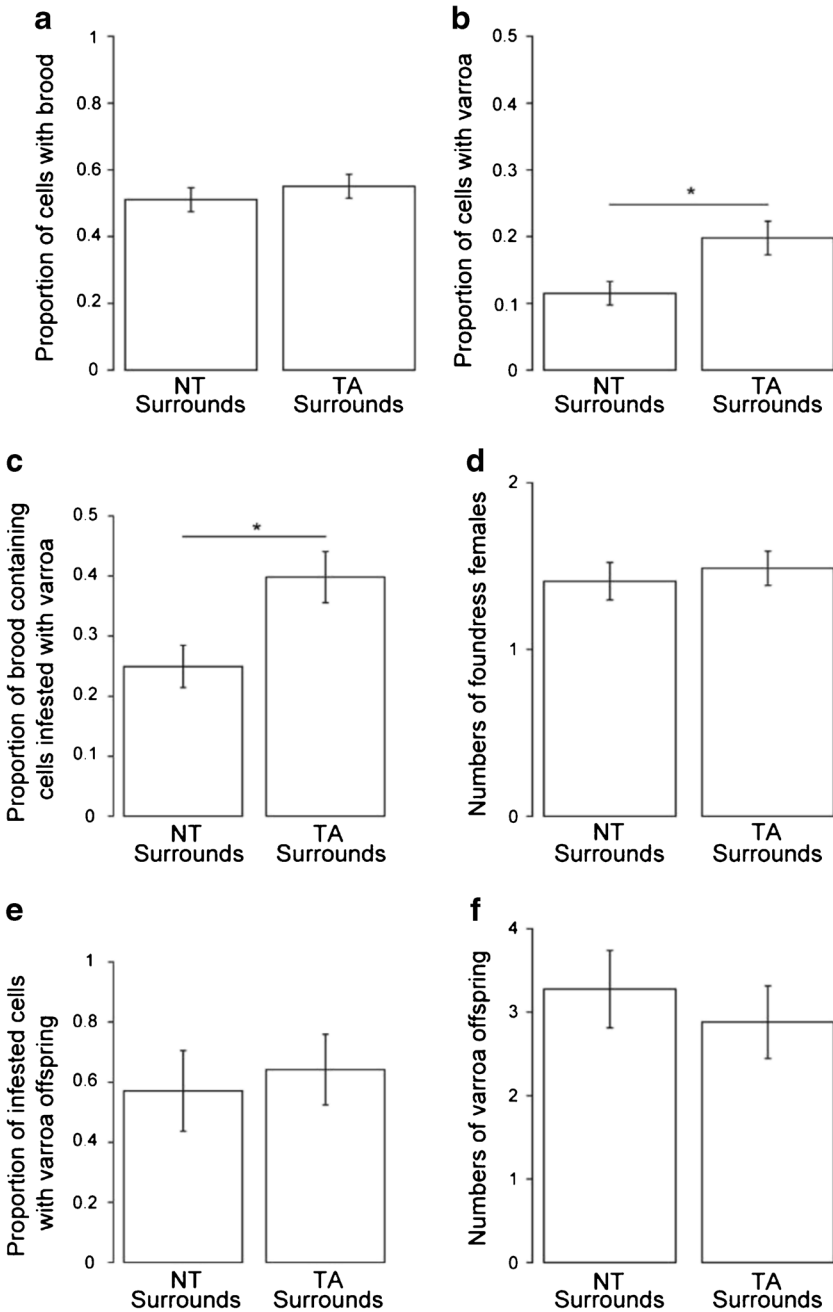 a
Proportion of cells with brood
1
0.8
0.6
0.4
0.2
0
NT
Surrounds
TA
Surrounds
b
Proportion of cells with varroa
0.5
0.4
0.3
0.2
0.1
0
*
NT
Surrounds
TA
Surrounds
c
Proportion of brood containing
cells infested with varroa
0.5
0.4
0.3
0.2
0.1
0
*
NT
Surrounds
TA
Surrounds
d
Numbers of foundress females
2
1
0
NT
Surrounds
TA
Surrounds
e
Proportion of infested cells
with varroa offspring
1
0.8
0.6
0.4
0.2
0
NT
Surrounds
TA
Surrounds
f
Numbers of varroa offspring
4
3
2
1
0
NT
Surrounds
TA
Surrounds